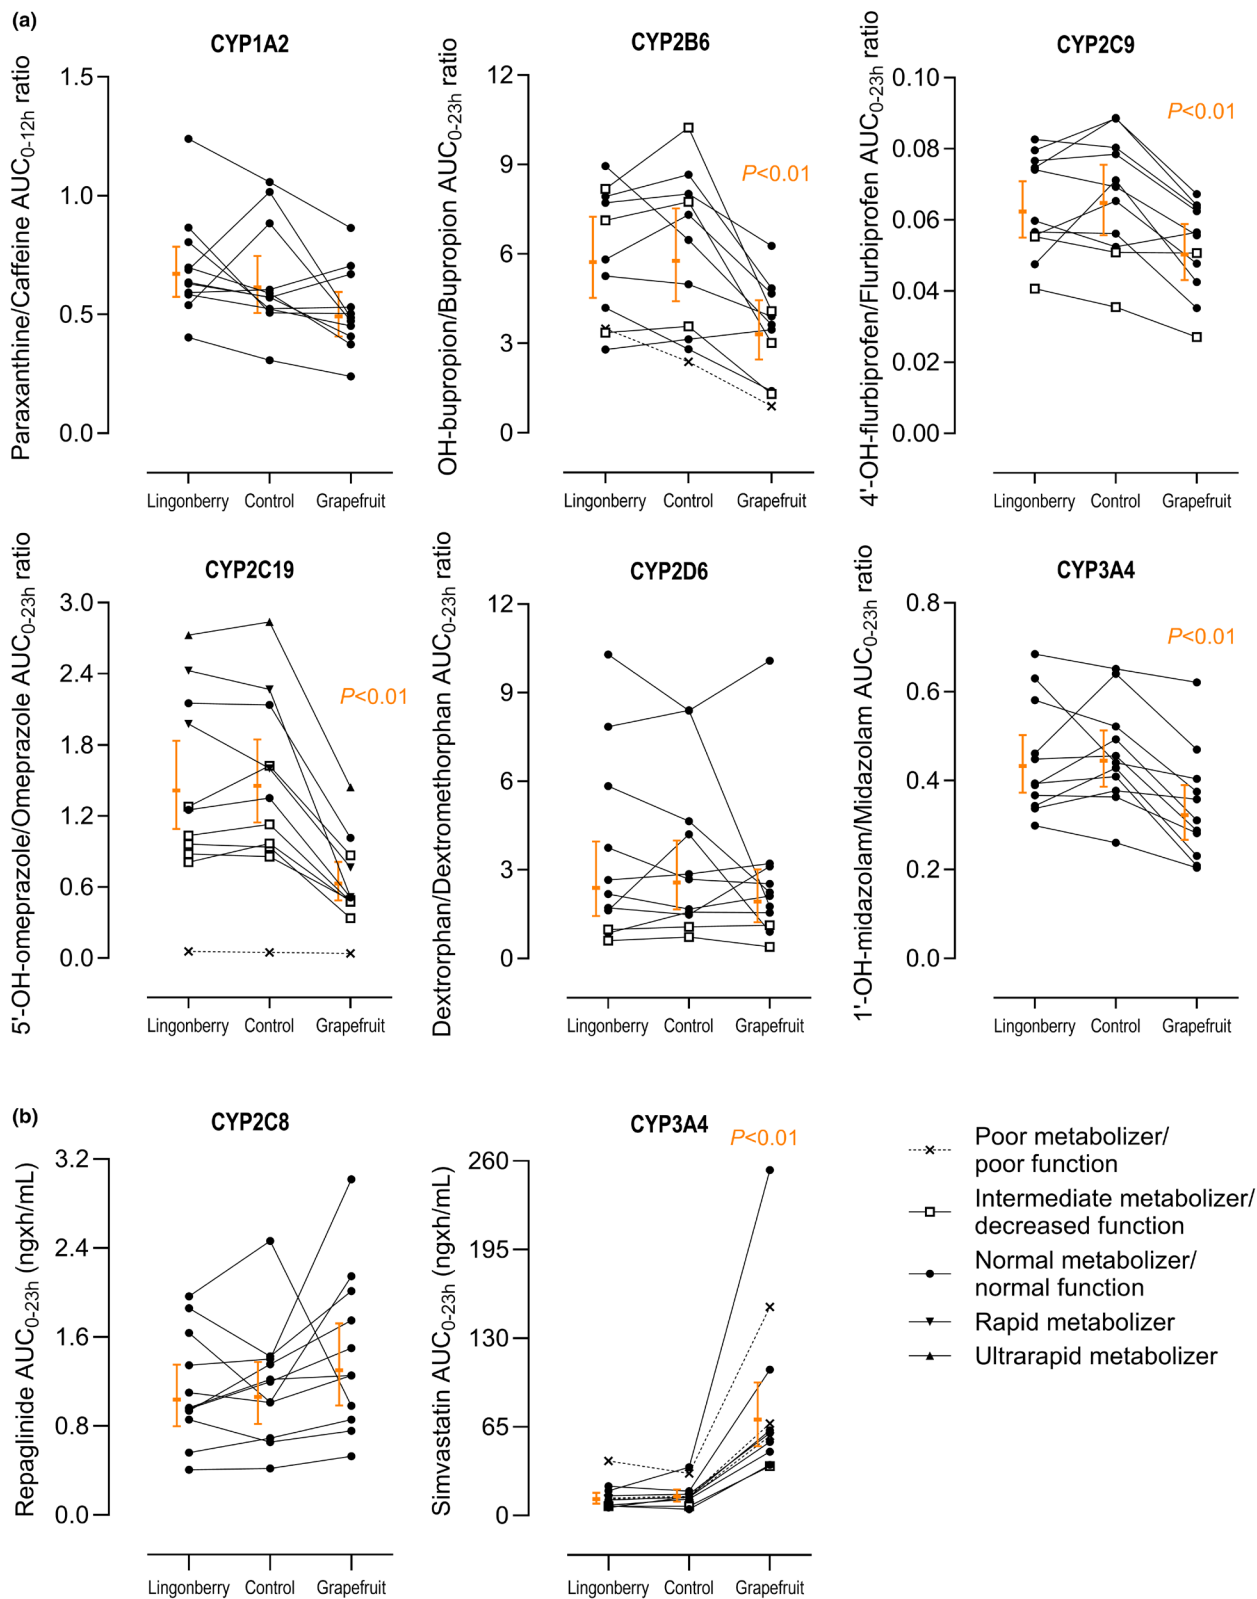 (a)
CYP1A2
Paraxanthine/Caffeine AUC0-12h ratio
1.5
1.0
0.5
0.0
Lingonberry Control Grapefruit
CYP2B6
OH-bupropion/Bupropion AUC0-23h ratio
12
9
6
3
0
P<0.01
Lingonberry Control Grapefruit
CYP2C9
4'-OH-flurbiprofen/Flurbiprofen AUC0-23h ratio
0.10
0.08
0.06
0.04
0.02
0.00
P<0.01
Lingonberry Control Grapefruit
CYP2C19
5'-OH-omeprazole/Omeprazole AUC0-23h ratio
3.0
2.4
1.8
1.2
0.6
0.0
P<0.01
Lingonberry Control Grapefruit
CYP2D6
Dextrorphan/Dextromethorphan AUC0-23h ratio
12
9
6
3
0
Lingonberry Control Grapefruit
CYP3A4
1'-OH-midazolam/Midazolam AUC0-23h ratio
0.8
0.6
0.4
0.2
0.0
P<0.01
Lingonberry Control Grapefruit
(b)
CYP2C8
Repaglinide AUC0-23h (ngxh/mL)
3.2
2.4
1.6
0.8
0.0
Lingonberry Control Grapefruit
CYP3A4
Simvastatin AUC0-23h (ngxh/mL)
260
195
130
65
0
P<0.01
Lingonberry Control Grapefruit
Poor metabolizer/
poor function
Intermediate metabolizer/
decreased function
Normal metabolizer/
normal function
Rapid metabolizer
Ultrarapid metabolizer